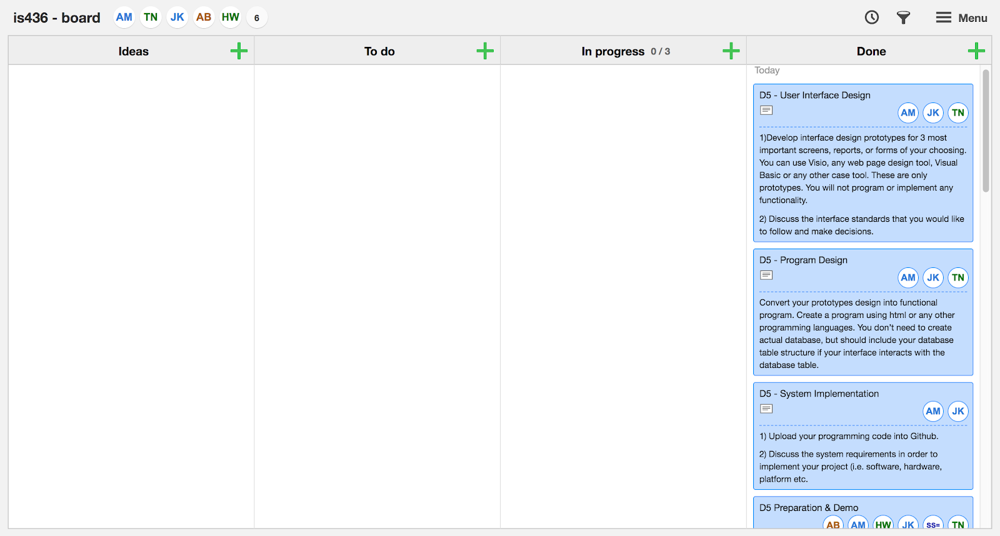 is436 - board AM TN JK AB HW 6 Menu
Ideas To do In progress 0 / 3 Done
Today
D5 - User Interface Design
AM JK TN
1)Develop interface design prototypes for 3 most
important screens, reports, or forms of your choosing.
You can use Visio, any web page design tool, Visual
Basic or any other case tool. These are only
prototypes. You will not program or implement any
functionality.
2) Discuss the interface standards that you would like
to follow and make decisions.
D5 - Program Design
AM JK TN
Convert your prototypes design into functional
program. Create a program using html or any other
programming languages. You don't need to create
actual database, but should include your database
table structure if your interface interacts with the
database table.
D5 - System Implementation
AM JK
1) Upload your programming code into Github.
2) Discuss the system requirements in order to
implement your project (i.e. software, hardware,
platform etc.
D5 Preparation & Demo
AB AM HW JK SS= TN